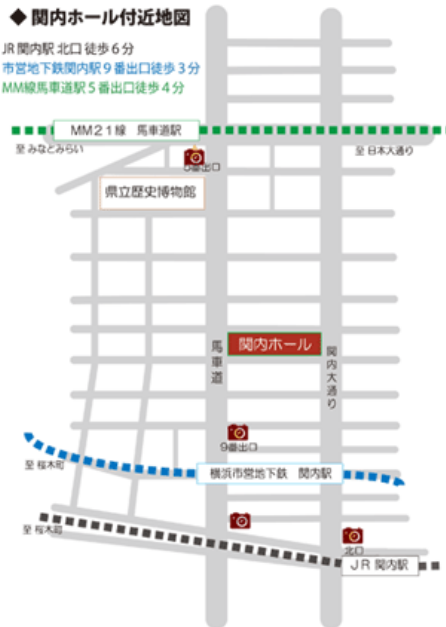 ◆ 関内ホール付近地図
JR 関内駅 北口 徒歩 6 分
市営地下鉄関内駅 9 番出口徒歩 3 分
MM線馬車道駅 5 番出口徒歩 4 分
MM21線 馬車道駅
至 みなとみらい
至 日本大通り
5番出口
県立歴史博物館
馬車道
関内ホール
関内大通り
9番出口
至 桜木町
横浜市営地下鉄 関内駅
至 桜木町
北口
JR 関内駅